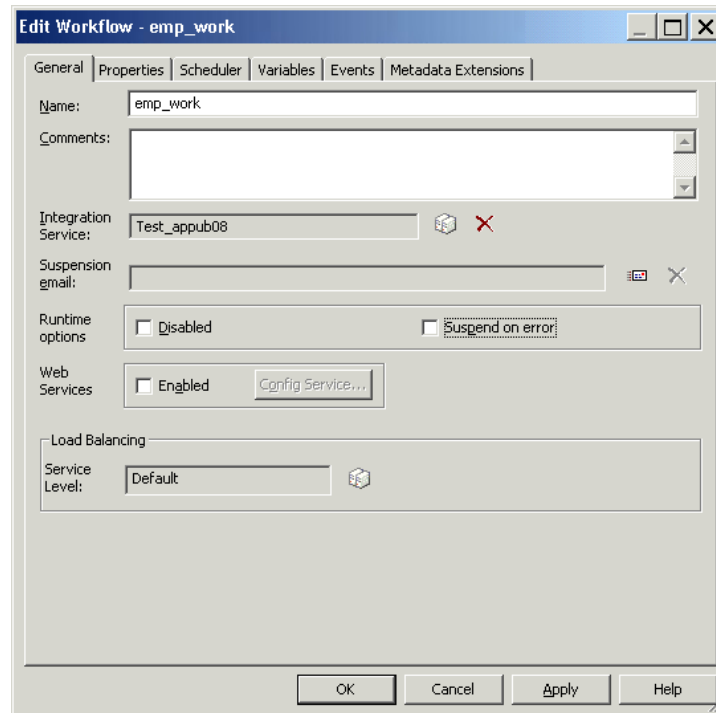 Edit Workflow - emp_work
General Properties Scheduler Variables Events Metadata Extensions
Name: emp_work
Comments:
Integration
Service: Test_appub08
Suspension
email:
Runtime
options Disabled Suspend on error
Web
Services Enabled Config Service...
Load Balancing
Service
Level: Default
OK Cancel Apply Help